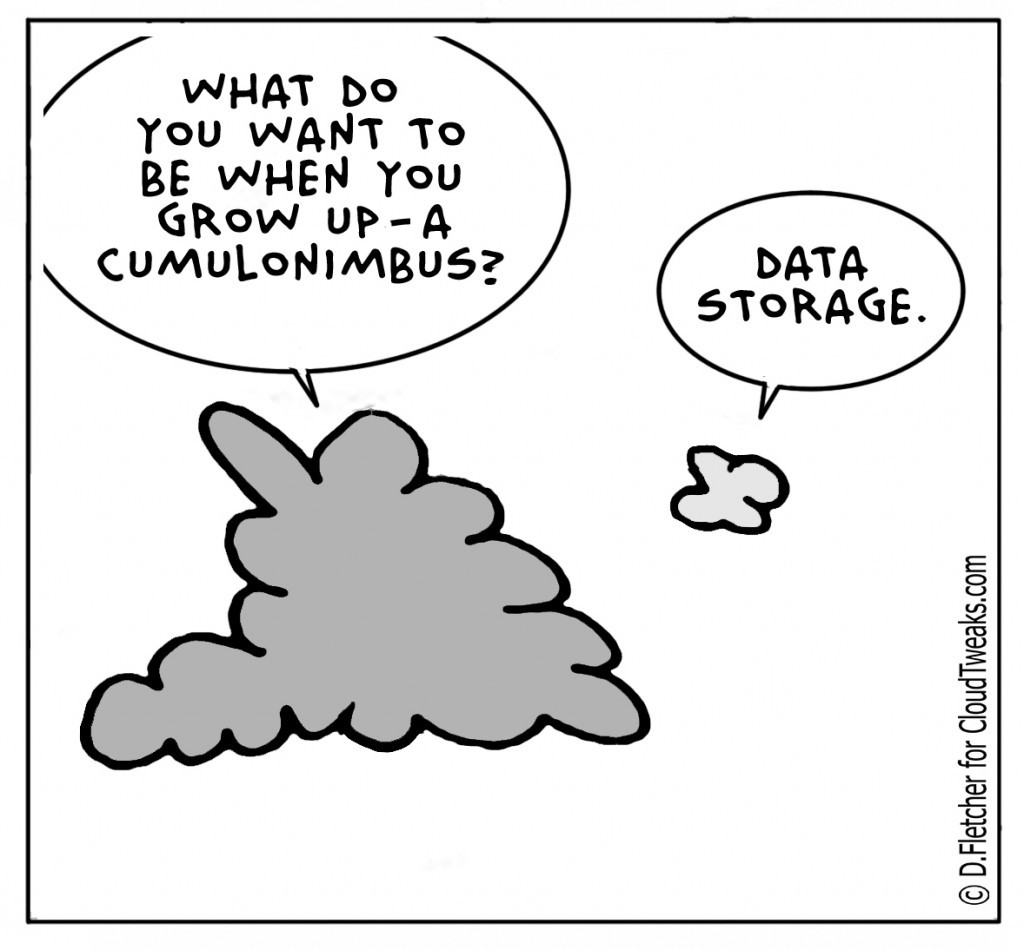 WHAT DO
YOU WANT TO
BE WHEN YOU
GROW UP-A
CUMULONIMBUS?
DATA
STORAGE.
© D.Fletcher for CloudTweaks.com